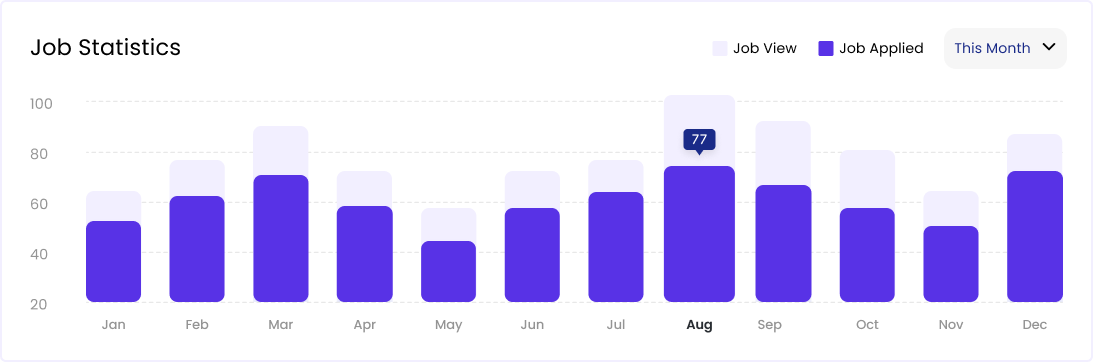 Job Statistics
Job View
Job Applied
This Month
100
80
60
40
20
77
Jan
Feb
Mar
Apr
May
Jun
Jul
Aug
Sep
Oct
Nov
Dec